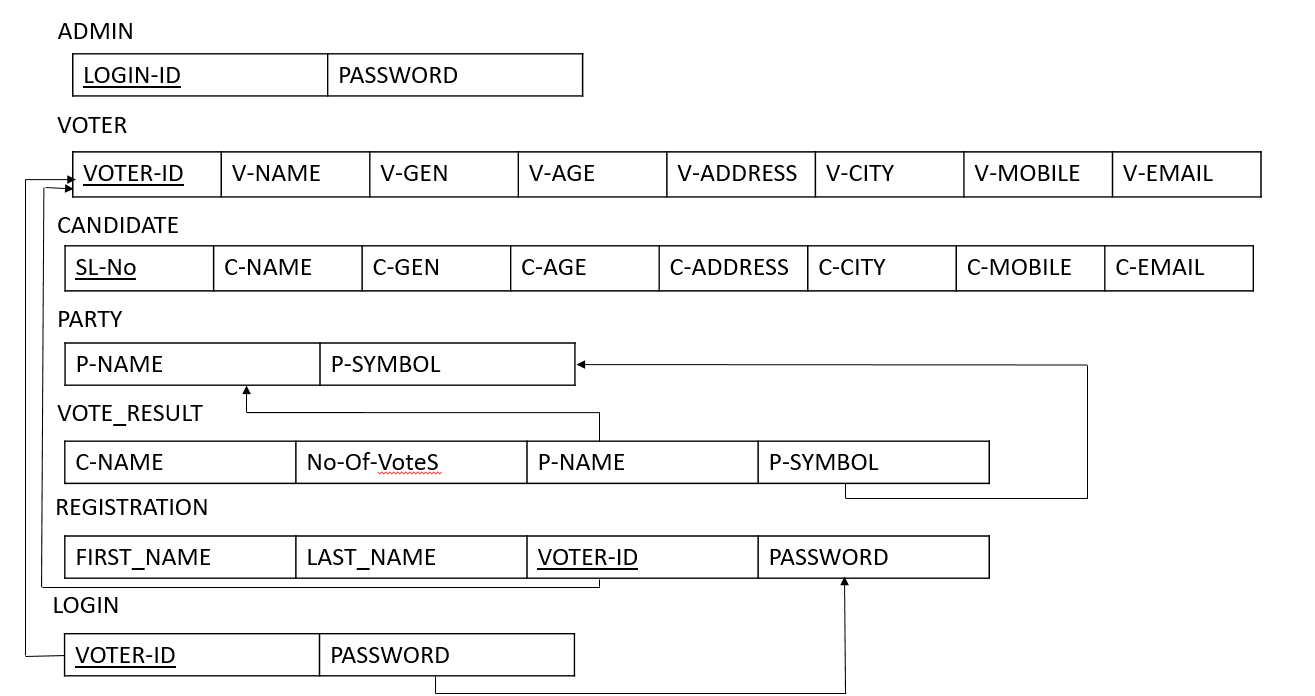 ADMIN
LOGIN-ID PASSWORD
VOTER
VOTER-ID V-NAME V-GEN V-AGE V-ADDRESS V-CITY V-MOBILE V-EMAIL
CANDIDATE
SL-No C-NAME C-GEN C-AGE C-ADDRESS C-CITY C-MOBILE C-EMAIL
PARTY
P-NAME P-SYMBOL
VOTE_RESULT
C-NAME No-Of-VoteS P-NAME P-SYMBOL
REGISTRATION
FIRST_NAME LAST_NAME VOTER-ID PASSWORD
LOGIN
VOTER-ID PASSWORD